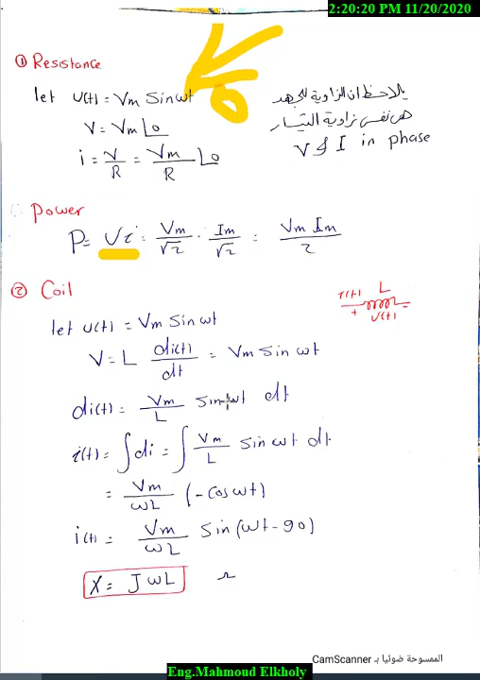 2:20:20 PM 11/20/2020
① Resistance
let v(t) = Vm Sinωt
V = Vm∠0
i = V/R = Vm/R ∠0
يلاحظ ان الزاوية للجهد
هى نفس زاوية التيار
V & I in phase
Power
P = Vi = Vm/√2 . Im/√2 = Vm Im/2
② Coil
i(t) L
+ v(t) -
let v(t) = Vm Sin ωt
V = L di(t)/dt = Vm Sin ωt
di(t) = Vm/L Sin ωt dt
i(t) = ∫di = ∫ Vm/L Sin ωt dt
= Vm/ωL (-Cos ωt)
i(t) = Vm/ωL Sin(ωt-90)
X = JωL
الممسوحة ضوئيا بـ CamScanner
Eng.Mahmoud Elkholy